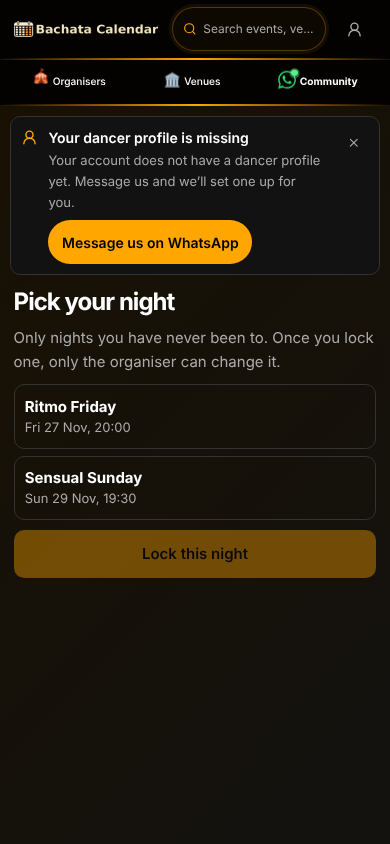 Bachata Calendar
Search events, ve...
Organisers
Venues
Community
Your dancer profile is missing
Your account does not have a dancer profile
yet. Message us and we’ll set one up for
you.
Message us on WhatsApp
Pick your night
Only nights you have never been to. Once you lock
one, only the organiser can change it.
Ritmo Friday
Fri 27 Nov, 20:00
Sensual Sunday
Sun 29 Nov, 19:30
Lock this night